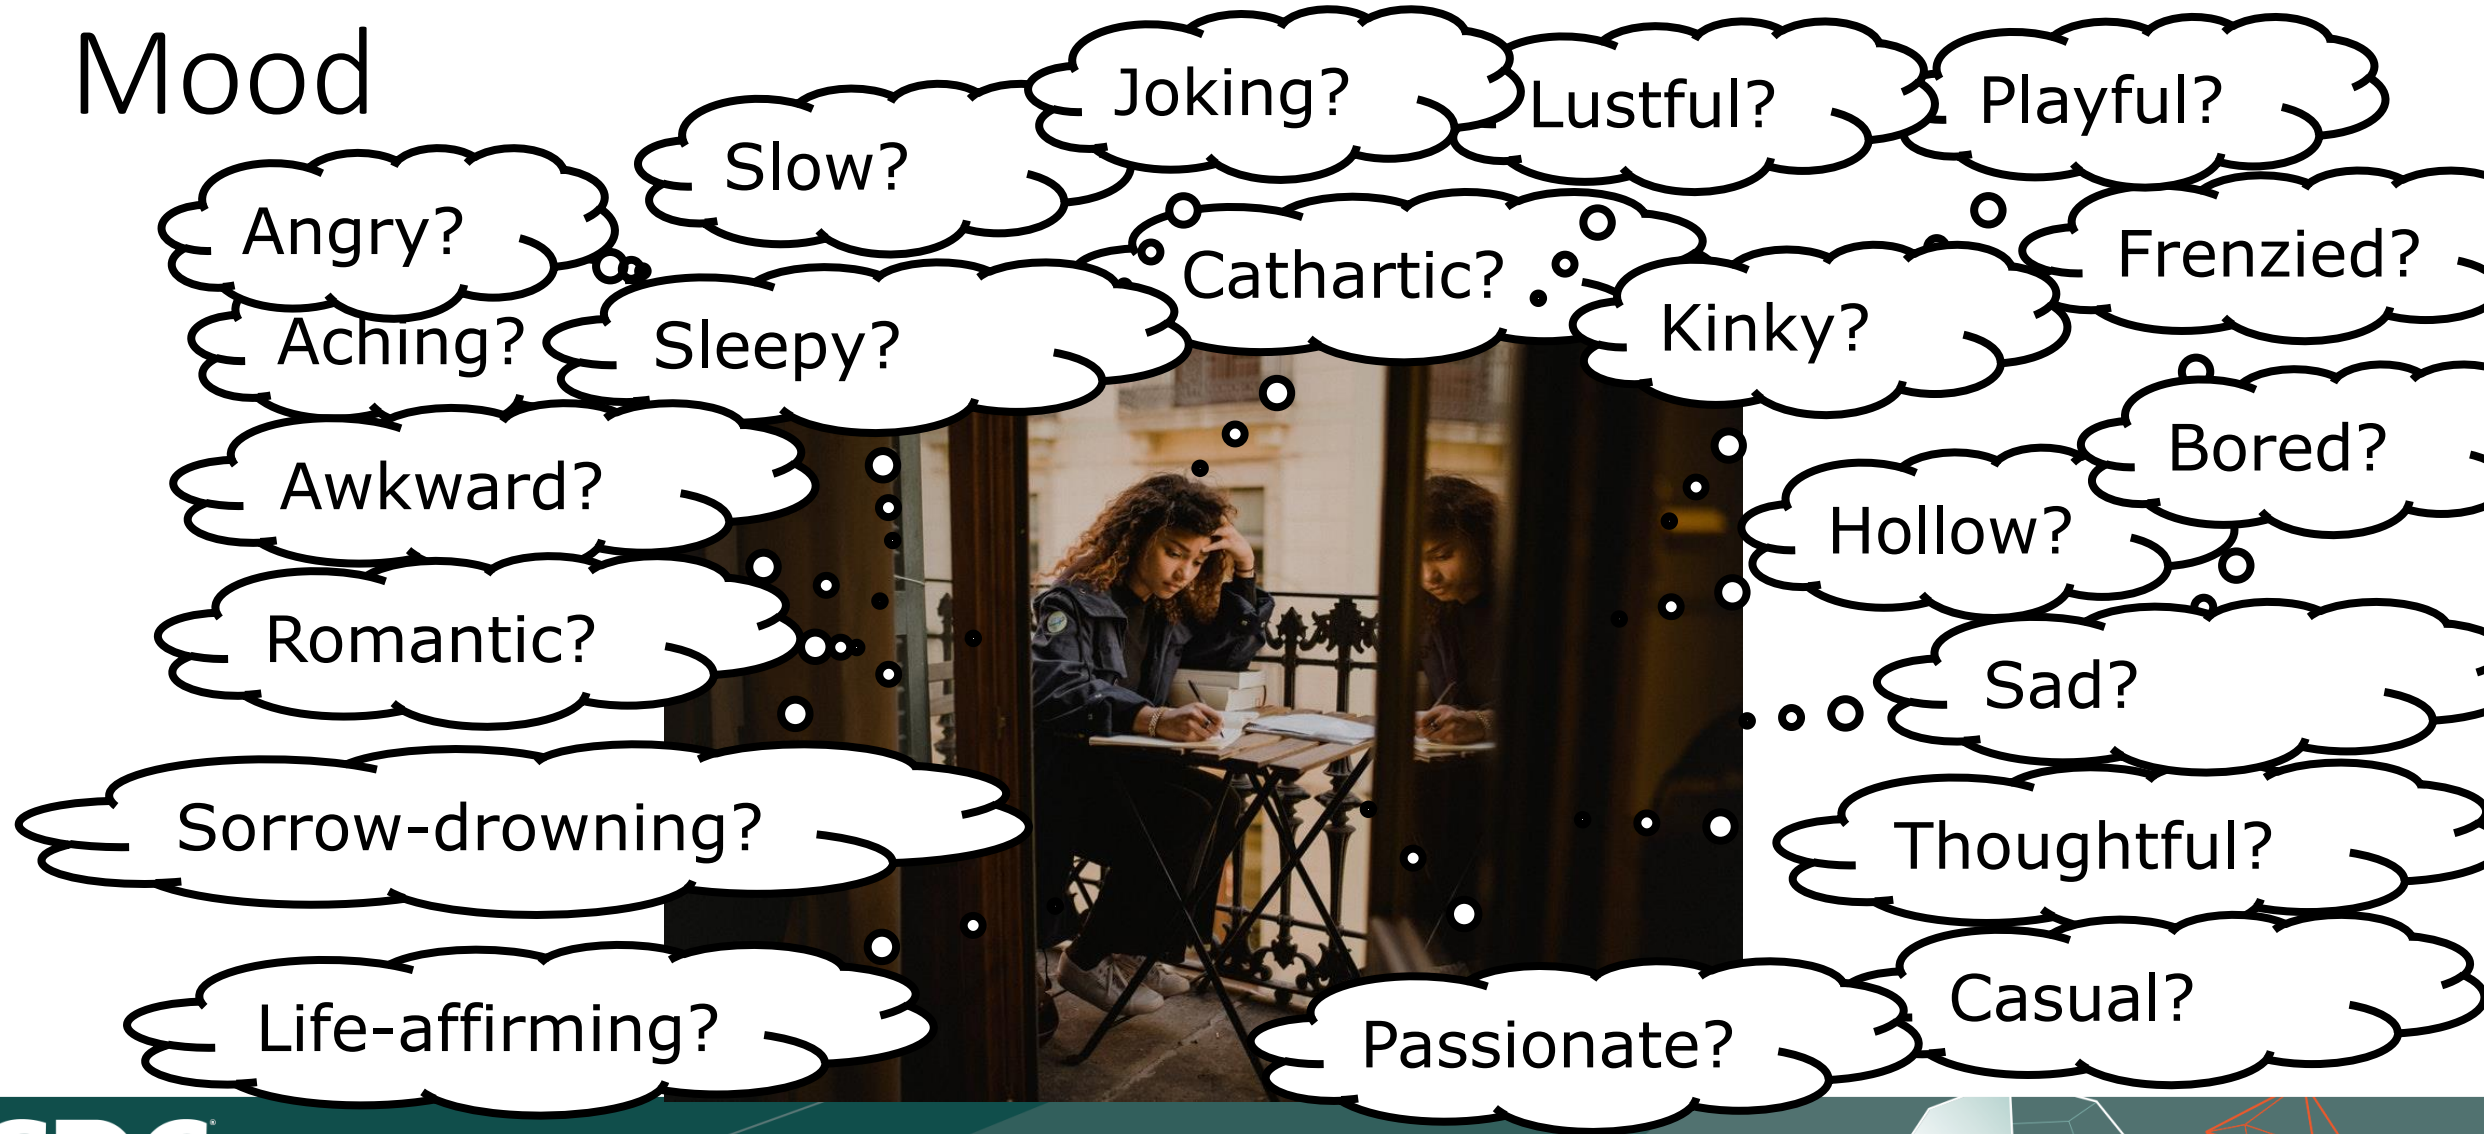 Mood
Joking?
Lustful?
Playful?
Slow?
Angry?
Cathartic?
Frenzied?
Aching?
Sleepy?
Kinky?
Bored?
Awkward?
Hollow?
Romantic?
Sad?
Sorrow-drowning?
Thoughtful?
Life-affirming?
Passionate?
Casual?